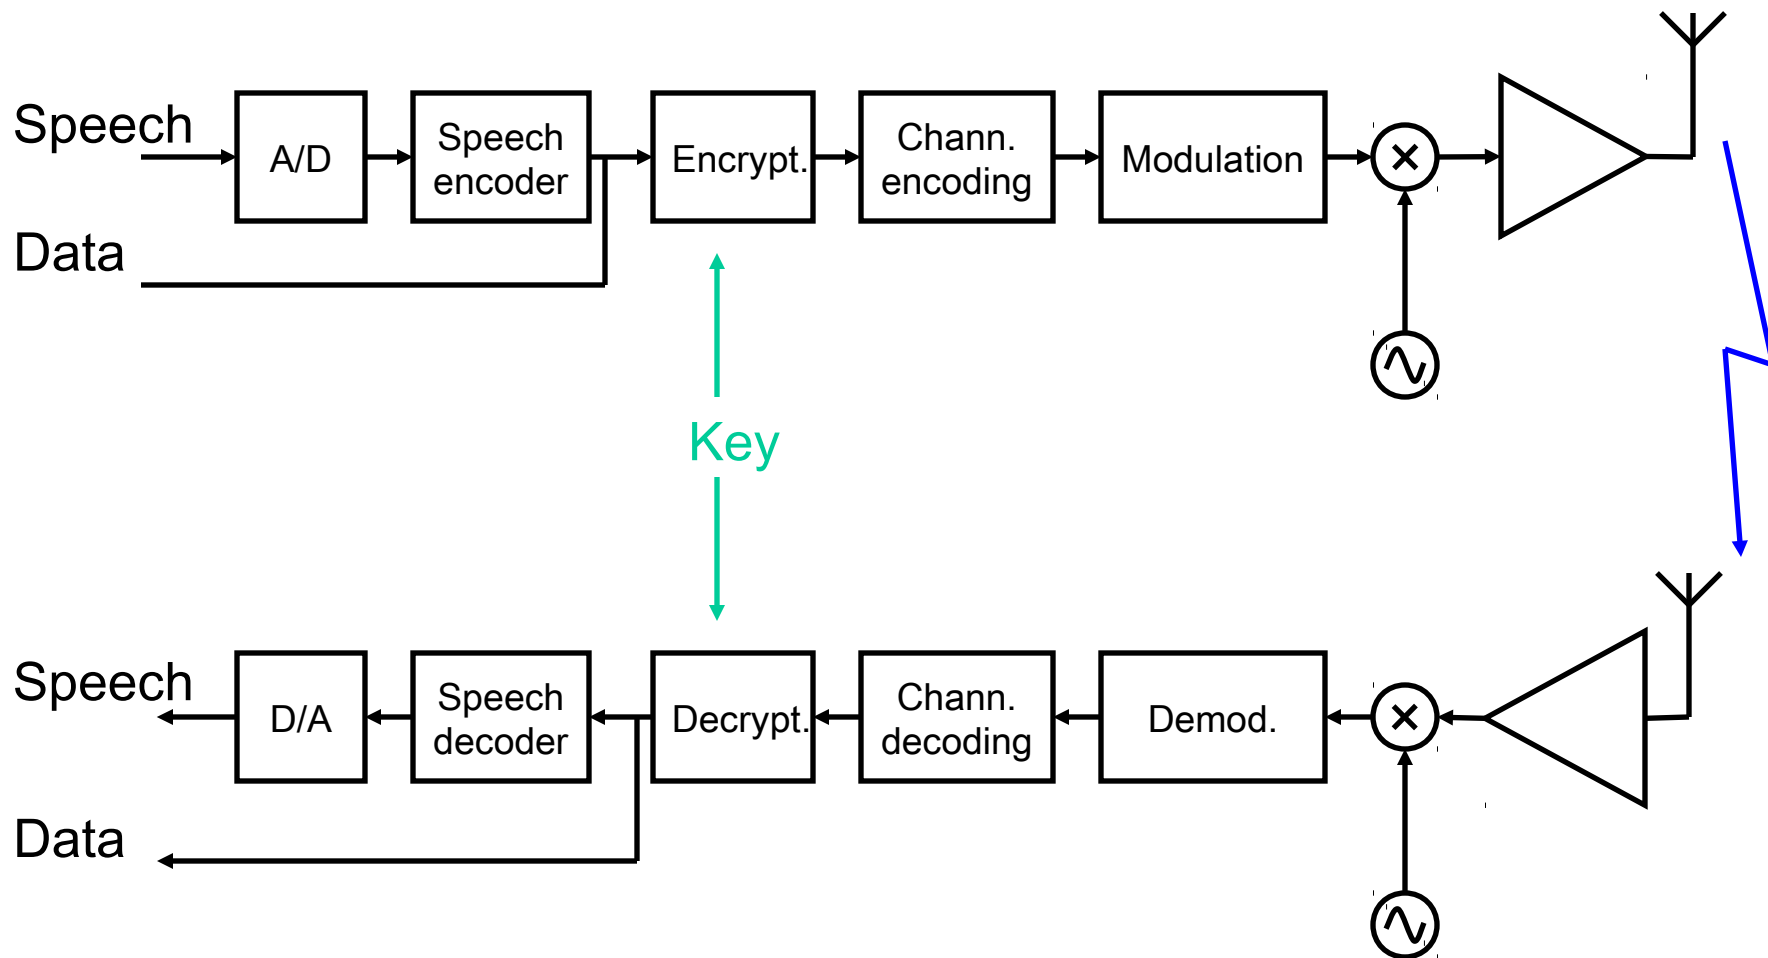 Speech
A/D
Speech
encoder
Encrypt.
Chann.
encoding
Modulation
Data
Key
Speech
D/A
Speech
decoder
Decrypt.
Chann.
decoding
Demod.
Data